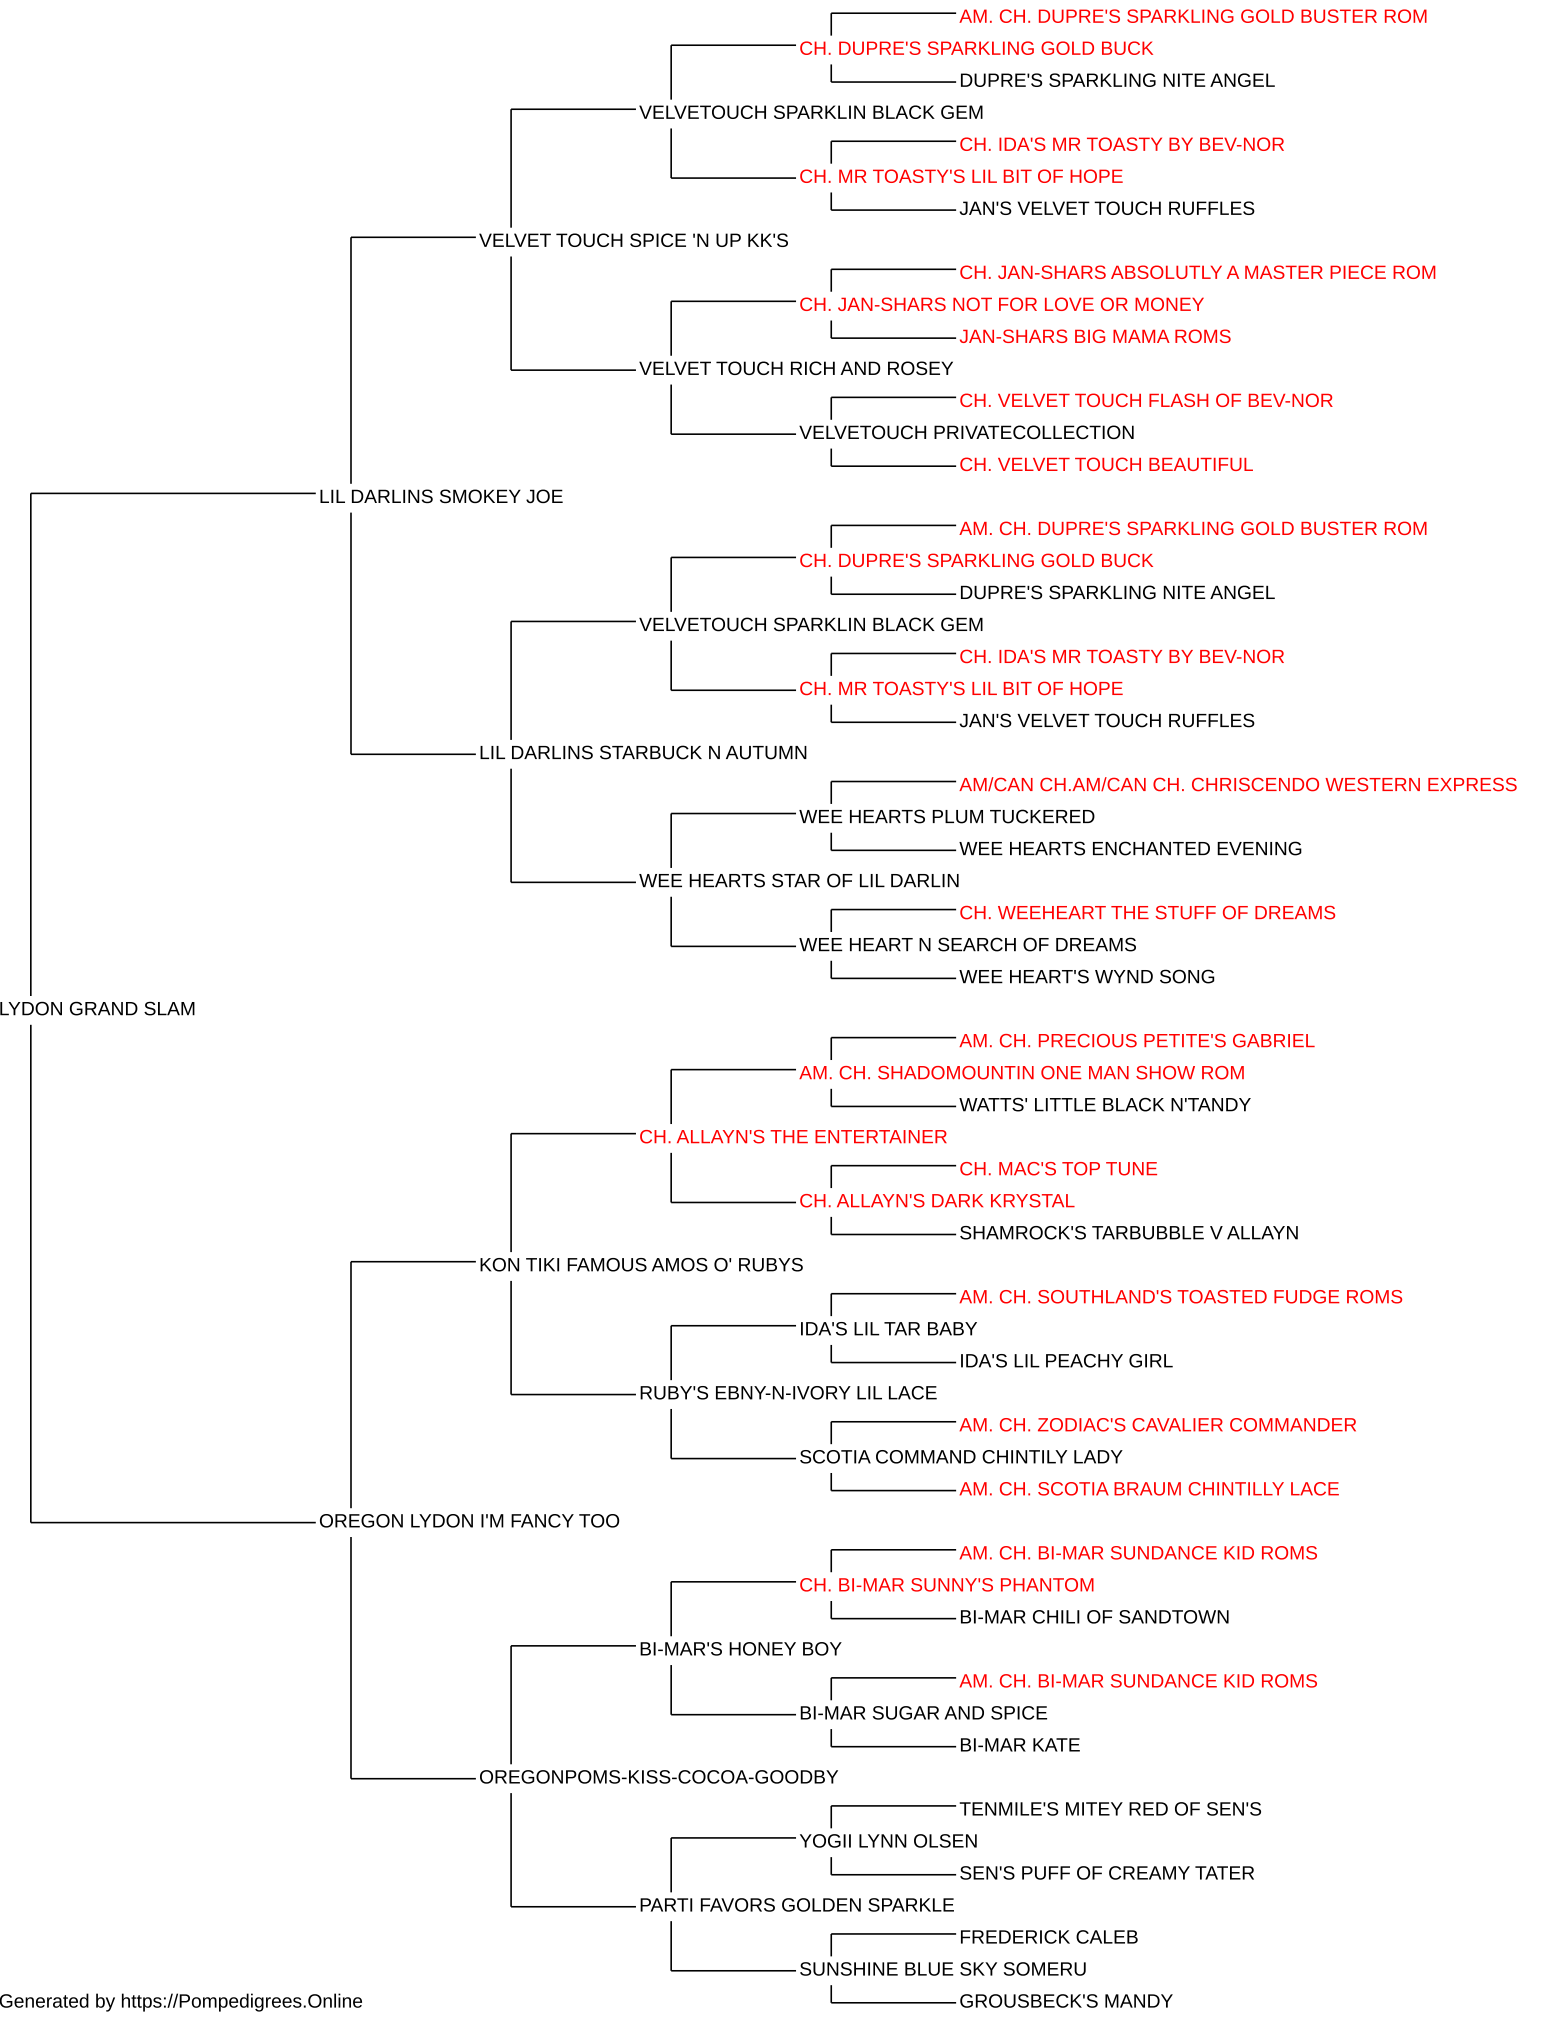 AM. CH. DUPRE'S SPARKLING GOLD BUSTER ROM
CH. DUPRE'S SPARKLING GOLD BUCK
DUPRE'S SPARKLING NITE ANGEL
VELVETOUCH SPARKLIN BLACK GEM
CH. IDA'S MR TOASTY BY BEV-NOR
CH. MR TOASTY'S LIL BIT OF HOPE
JAN'S VELVET TOUCH RUFFLES
VELVET TOUCH SPICE 'N UP KK'S
CH. JAN-SHARS ABSOLUTLY A MASTER PIECE ROM
CH. JAN-SHARS NOT FOR LOVE OR MONEY
JAN-SHARS BIG MAMA ROMS
VELVET TOUCH RICH AND ROSEY
CH. VELVET TOUCH FLASH OF BEV-NOR
VELVETOUCH PRIVATECOLLECTION
CH. VELVET TOUCH BEAUTIFUL
LIL DARLINS SMOKEY JOE
AM. CH. DUPRE'S SPARKLING GOLD BUSTER ROM
CH. DUPRE'S SPARKLING GOLD BUCK
DUPRE'S SPARKLING NITE ANGEL
VELVETOUCH SPARKLIN BLACK GEM
CH. IDA'S MR TOASTY BY BEV-NOR
CH. MR TOASTY'S LIL BIT OF HOPE
JAN'S VELVET TOUCH RUFFLES
LIL DARLINS STARBUCK N AUTUMN
AM/CAN CH.AM/CAN CH. CHRISCENDO WESTERN EXPRESS
WEE HEARTS PLUM TUCKERED
WEE HEARTS ENCHANTED EVENING
WEE HEARTS STAR OF LIL DARLIN
CH. WEEHEART THE STUFF OF DREAMS
WEE HEART N SEARCH OF DREAMS
WEE HEART'S WYND SONG
LYDON GRAND SLAM
AM. CH. PRECIOUS PETITE'S GABRIEL
AM. CH. SHADOMOUNTIN ONE MAN SHOW ROM
WATTS' LITTLE BLACK N'TANDY
CH. ALLAYN'S THE ENTERTAINER
CH. MAC'S TOP TUNE
CH. ALLAYN'S DARK KRYSTAL
SHAMROCK'S TARBUBBLE V ALLAYN
KON TIKI FAMOUS AMOS O' RUBYS
AM. CH. SOUTHLAND'S TOASTED FUDGE ROMS
IDA'S LIL TAR BABY
IDA'S LIL PEACHY GIRL
RUBY'S EBNY-N-IVORY LIL LACE
AM. CH. ZODIAC'S CAVALIER COMMANDER
SCOTIA COMMAND CHINTILY LADY
AM. CH. SCOTIA BRAUM CHINTILLY LACE
OREGON LYDON I'M FANCY TOO
AM. CH. BI-MAR SUNDANCE KID ROMS
CH. BI-MAR SUNNY'S PHANTOM
BI-MAR CHILI OF SANDTOWN
BI-MAR'S HONEY BOY
AM. CH. BI-MAR SUNDANCE KID ROMS
BI-MAR SUGAR AND SPICE
BI-MAR KATE
OREGONPOMS-KISS-COCOA-GOODBY
TENMILE'S MITEY RED OF SEN'S
YOGII LYNN OLSEN
SEN'S PUFF OF CREAMY TATER
PARTI FAVORS GOLDEN SPARKLE
FREDERICK CALEB
SUNSHINE BLUE SKY SOMERU
GROUSBECK'S MANDY
Generated by https://Pompedigrees.Online